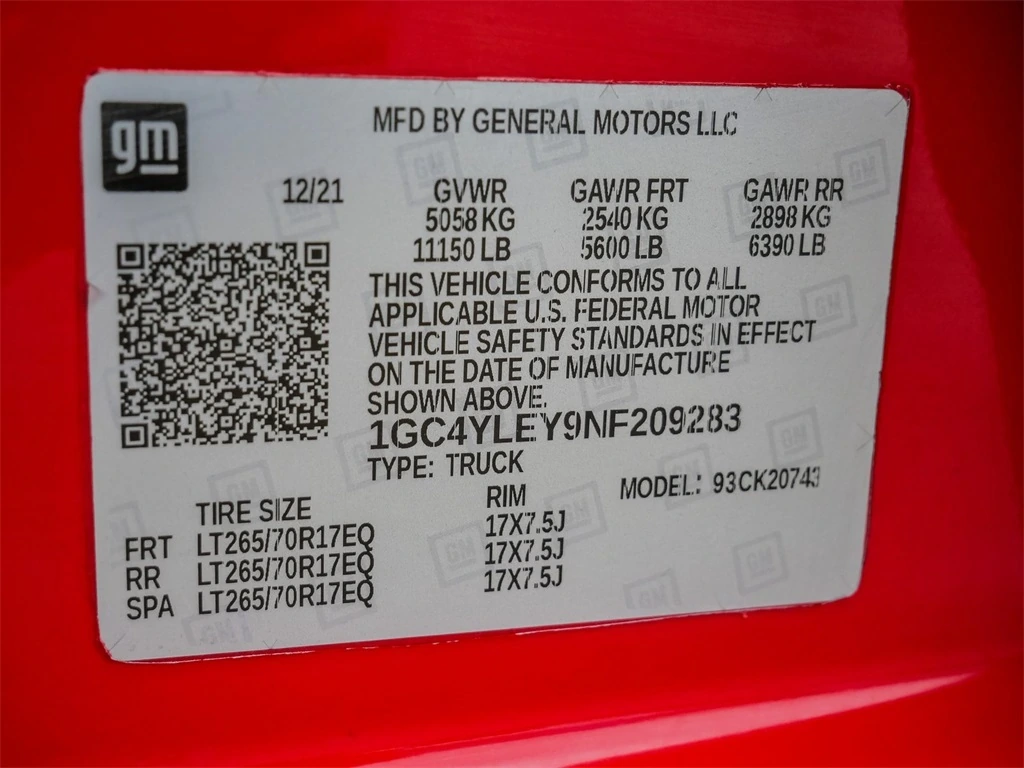 gm
MFD BY GENERAL MOTORS LLC
12/21 GVWR GAWR FRT GAWR RR
5058 KG 2540 KG 2898 KG
11150 LB 5600 LB 6390 LB
THIS VEHICLE CONFORMS TO ALL
APPLICABLE U.S. FEDERAL MOTOR
VEHICLE SAFETY STANDARDS IN EFFECT
ON THE DATE OF MANUFACTURE
SHOWN ABOVE.
1GC4YLEY9NF209283
TYPE: TRUCK
MODEL: 93CK20743
TIRE SIZE RIM
FRT LT265/70R17EQ 17X7.5J
RR LT265/70R17EQ 17X7.5J
SPA LT265/70R17EQ 17X7.5J